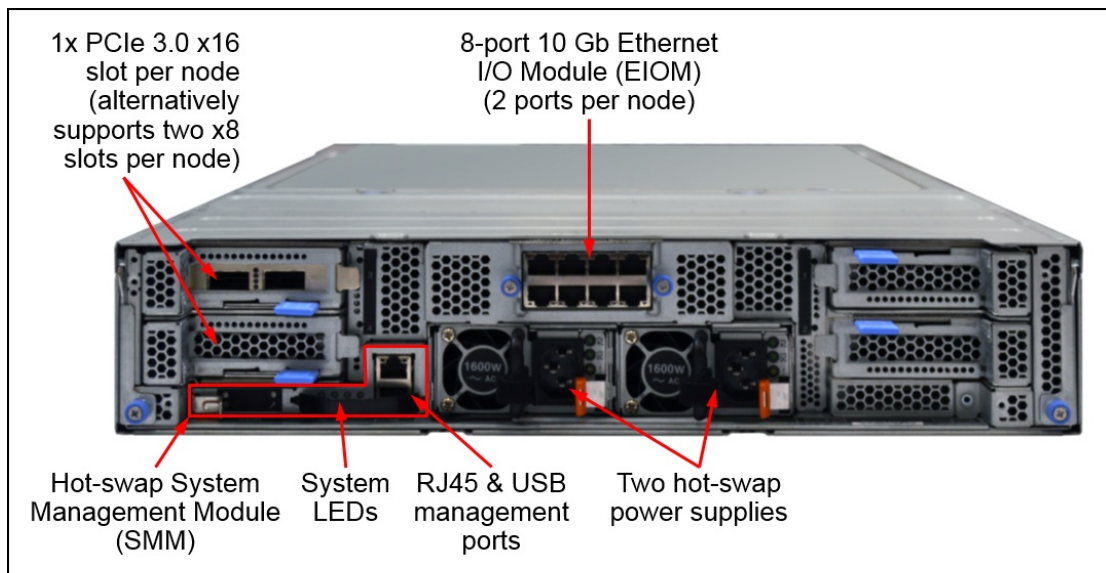 1x PCIe 3.0 x16
slot per node
(alternatively
supports two x8
slots per node)
8-port 10 Gb Ethernet
I/O Module (EIOM)
(2 ports per node)
1600W
~ AC
1600W
~ AC
Hot-swap System
Management Module
(SMM)
System
LEDs
RJ45 & USB
management
ports
Two hot-swap
power supplies